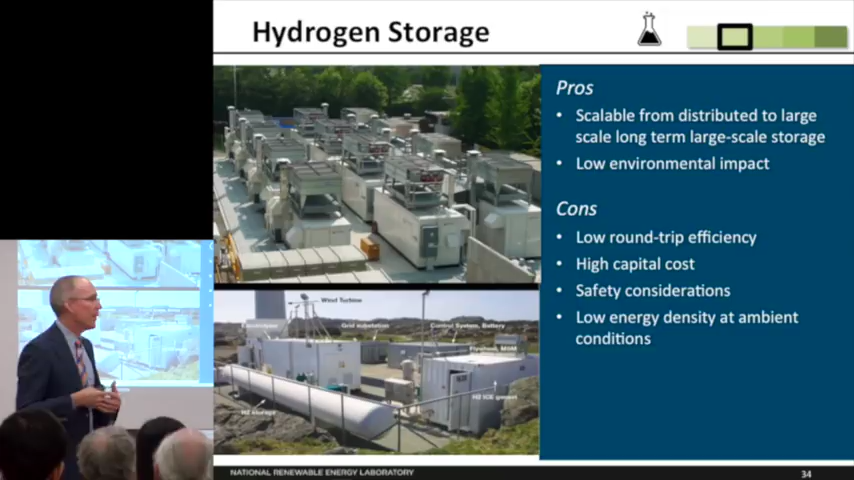 Hydrogen Storage
Pros
• Scalable from distributed to large
scale long term large-scale storage
• Low environmental impact
Cons
• Low round-trip efficiency
• High capital cost
• Safety considerations
• Low energy density at ambient
conditions
Wind Turbine
Electrolyser
Grid substation
Control System, Battery
Flywheel, MSM
H2 ICE genset
H2 storage
NATIONAL RENEWABLE ENERGY LABORATORY
34